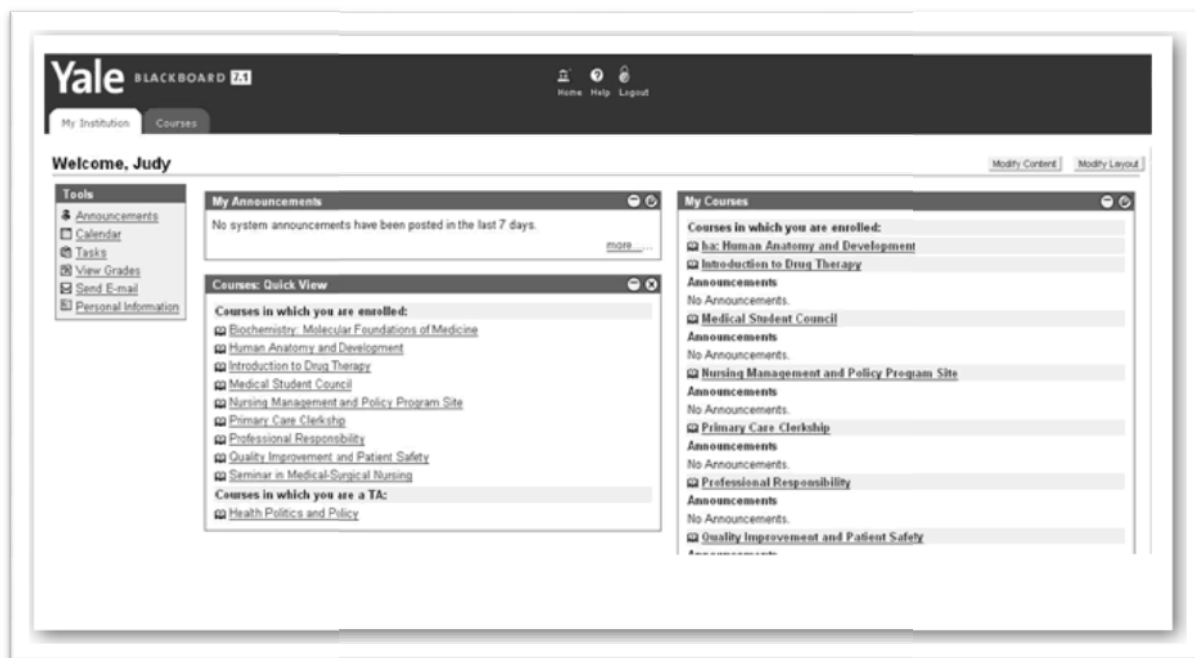 Yale BLACKBOARD 7.1
Home Help Logout
My Institution Courses
Welcome, Judy
Modify Content Modify Layout
Tools
Announcements
Calendar
Tasks
View Grades
Send E-mail
Personal Information
My Announcements
No system announcements have been posted in the last 7 days.
more.....
Courses: Quick View
Courses in which you are enrolled:
Biochemistry: Molecular Foundations of Medicine
Human Anatomy and Development
Introduction to Drug Therapy
Medical Student Council
Nursing Management and Policy Program Site
Primary Care Clerkship
Professional Responsibility
Quality Improvement and Patient Safety
Seminar in Medical-Surgical Nursing
Courses in which you are a TA:
Health Politics and Policy
My Courses
Courses in which you are enrolled:
ha: Human Anatomy and Development
Introduction to Drug Therapy
Announcements
No Announcements.
Medical Student Council
Announcements
No Announcements.
Nursing Management and Policy Program Site
Announcements
No Announcements.
Primary Care Clerkship
Announcements
No Announcements.
Professional Responsibility
Announcements
No Announcements.
Quality Improvement and Patient Safety